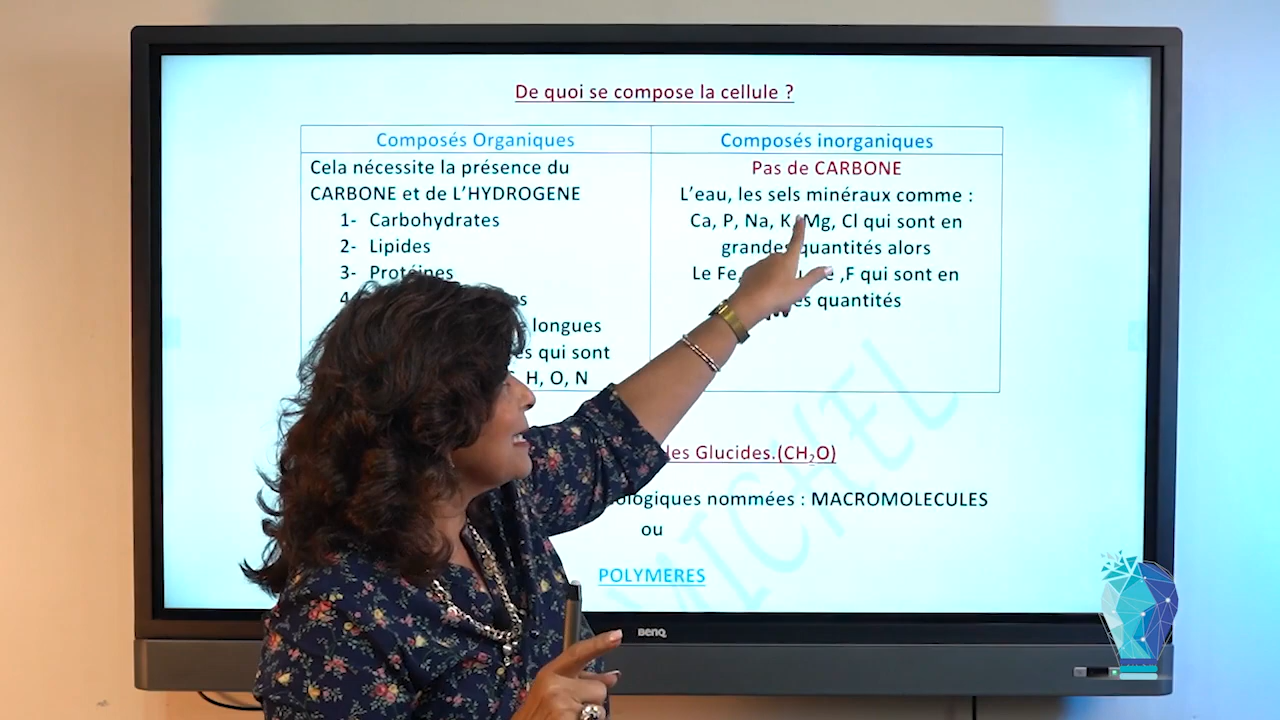 De quoi se compose la cellule ?
Composés Organiques
Cela nécessite la présence du
CARBONE et de L'HYDROGENE
1- Carbohydrates
2- Lipides
3- Protéines
4
longues
qui sont
H, O, N
Composés inorganiques
Pas de CARBONE
L'eau, les sels minéraux comme :
Ca, P, Na, K, Mg, Cl qui sont en
grandes quantités alors
Le Fe, ,F qui sont en
quantités
les Glucides.(CH₂O)
nommées : MACROMOLECULES
ou
POLYMERES
MICHEL
BenQ